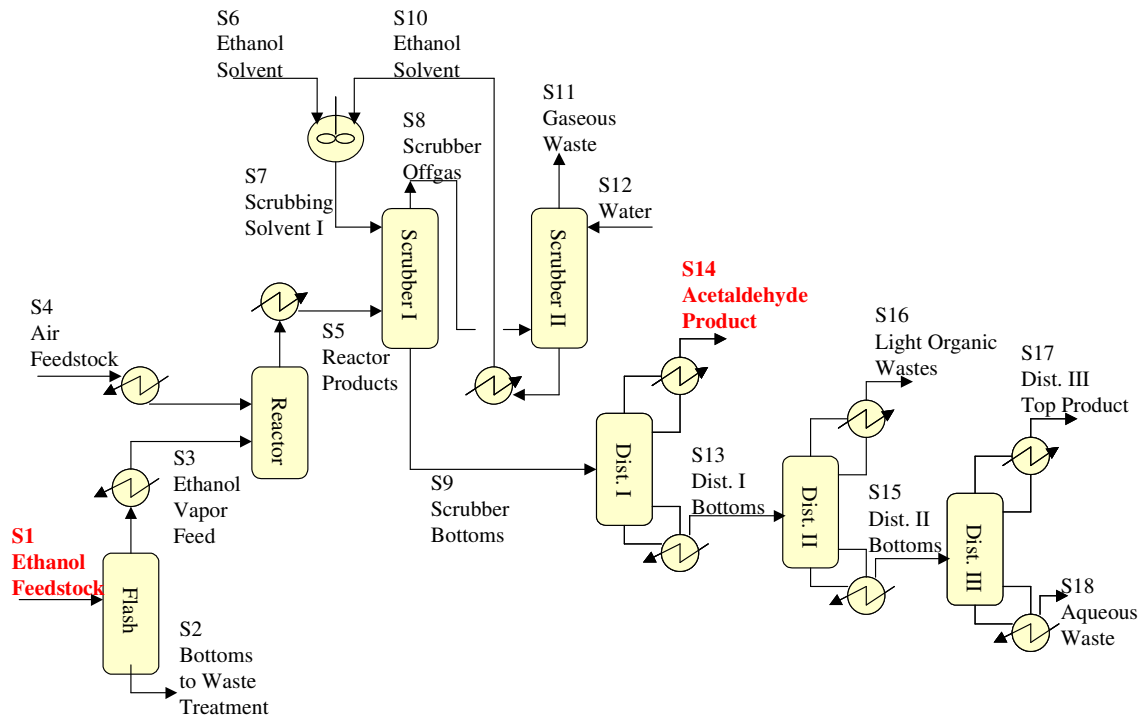 S6
Ethanol
Solvent
S10
Ethanol
Solvent
S8
Scrubber
Offgas
S11
Gaseous
Waste
S7
Scrubbing
Solvent I
S12
Water
Scrubber I
Scrubber II
S4
Air
Feedstock
S5
Reactor
Products
Reactor
S14
Acetaldehyde
Product
S16
Light Organic
Wastes
S17
Dist. III
Top Product
S3
Ethanol
Vapor
Feed
S9
Scrubber
Bottoms
Dist. I
S13
Dist. I
Bottoms
Dist. II
S15
Dist. II
Bottoms
Dist. III
S1
Ethanol
Feedstock
Flash
S2
Bottoms
to Waste
Treatment
S18
Aqueous
Waste